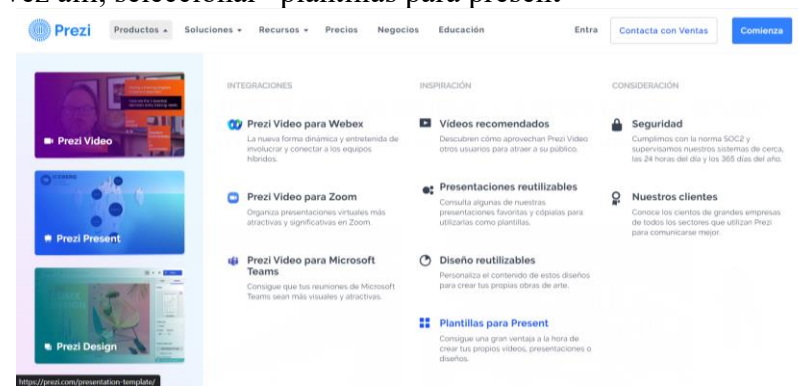 vez ahí, seleccionar "plantillas para present"
Prezi Productos Soluciones Recursos Precios Negocios Educación Entra Contacta con Ventas Comienza
Prezi Video
Prezi Present
Prezi Design
INTEGRACIONES
Prezi Video para Webex
La nueva forma dinámica y entretenida de
involucrar y conectar a los equipos
híbridos.
Prezi Video para Zoom
Organiza presentaciones virtuales más
atractivas y significativas en Zoom.
Prezi Video para Microsoft
Teams
Consigue que tus reuniones de Microsoft
Teams sean más visuales y atractivas.
INSPIRACIÓN
Vídeos recomendados
Descubren cómo aprovechan Prezi Video
otros usuarios para atraer a su público.
Presentaciones reutilizables
Consulta algunas de nuestras
presentaciones favoritas y cópialas para
utilizarlas como plantillas.
Diseño reutilizables
Personaliza el contenido de estos diseños
para crear tus propias obras de arte.
Plantillas para Present
Consigue una gran ventaja a la hora de
crear tus propios vídeos, presentaciones o
diseños.
CONSIDERACIÓN
Seguridad
Cumplimos con la norma SOC2 y
supervisamos nuestros sistemas de cerca,
las 24 horas del día y los 365 días del año.
Nuestros clientes
Conoce los cientos de grandes empresas
de todos los sectores que utilizan Prezi
para comunicarse mejor.
https://prezi.com/presentation-template/